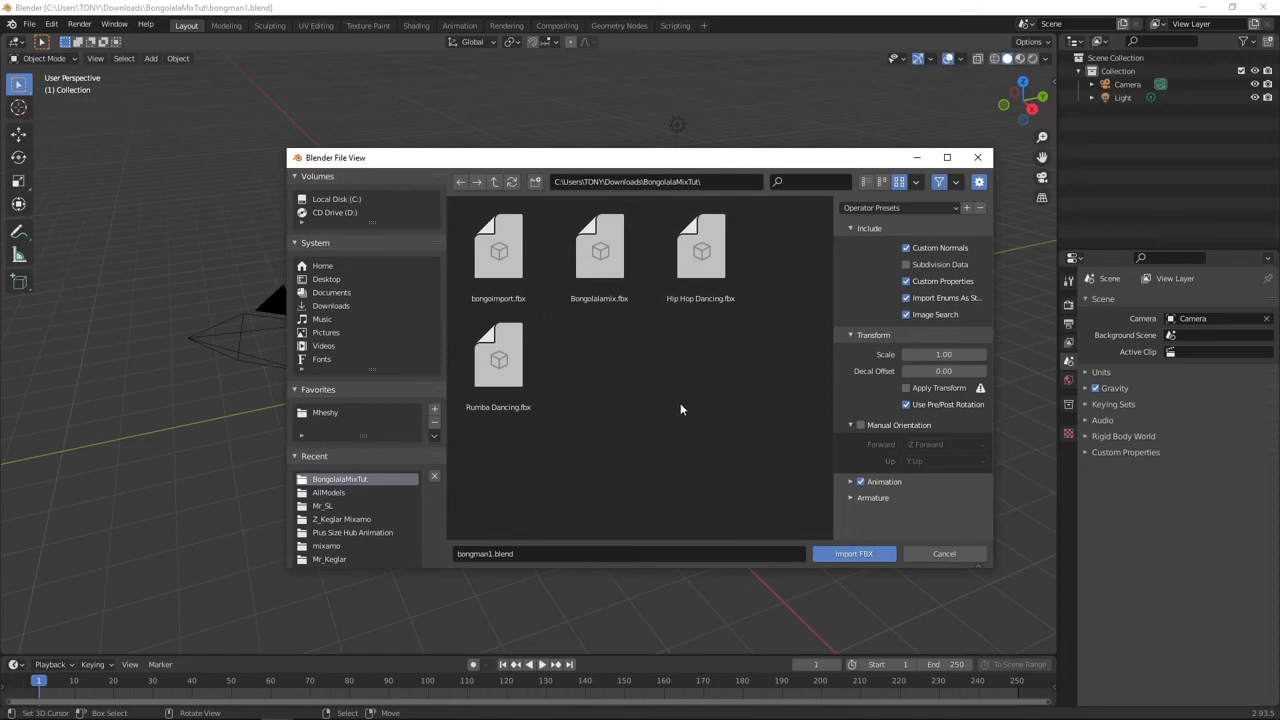 Blender [C:\Users\TONY\Downloads\BongolalaMixTut\bongman1.blend]
File Edit Render Window Help Layout Modeling Sculpting UV Editing Texture Paint Shading Animation Rendering Compositing Geometry Nodes Scripting + Scene View Layer
Global Options
Object Mode View Select Add Object
User Perspective
(1) Collection
Z
Y
X
Scene Collection
Collection
Camera
Light
Blender File View
Volumes
Local Disk (C:)
CD Drive (D:)
System
Home
Desktop
Documents
Downloads
Music
Pictures
Videos
Fonts
Favorites
Mheshy
Recent
BongolalaMixTut
AllModels
Mr_SL
Z_Keglar Mixamo
Plus Size Hub Animation
mixamo
Mr_Keglar
C:\Users\TONY\Downloads\BongolalaMixTut\
bongoimport.fbx Bongolalamix.fbx Hip Hop Dancing.fbx
Rumba Dancing.fbx
bongman1.blend Import FBX Cancel
Operator Presets
Include
Custom Normals
Subdivision Data
Custom Properties
Import Enums As St...
Image Search
Transform
Scale 1.00
Decal Offset 0.00
Apply Transform
Use Pre/Post Rotation
Manual Orientation
Forward -Z Forward
Up Y Up
Animation
Armature
Scene View Layer
Scene
Camera Camera
Background Scene
Active Clip
Units
Gravity
Keying Sets
Audio
Rigid Body World
Custom Properties
Playback Keying View Marker 1 Start 1 End 250 To Scene Range
1 10 20 30 40 50 60 70 80 90 100 110 120 130 140 150 160 170 180 190 200 210 220 230 240 250
Set 3D Cursor Box Select Rotate View Select Move 2.93.5